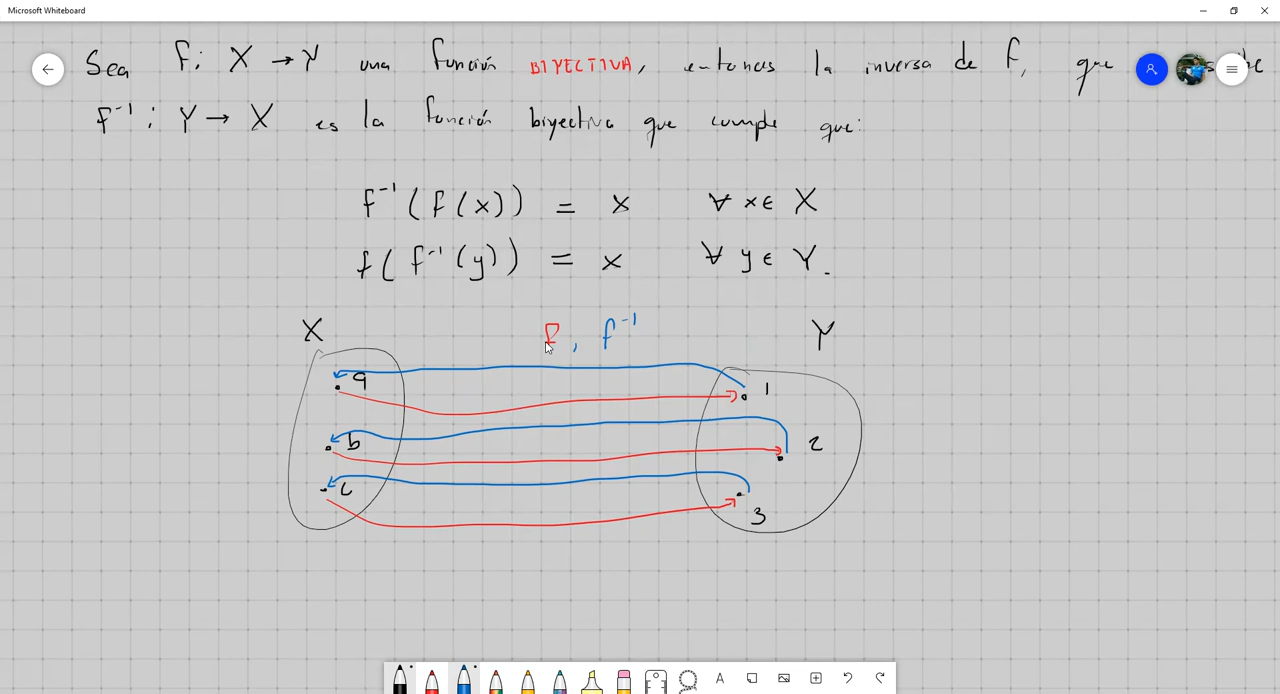 Microsoft Whiteboard
Sea f: X → Y una función BIYECTIVA, entonces la inversa de f, que
f⁻¹: Y → X es la función biyectiva que cumple que:
f⁻¹(f(x)) = x ∀ x ∈ X
f(f⁻¹(y)) = x ∀ y ∈ Y.
X f, f⁻¹ Y
a 1
b 2
c 3